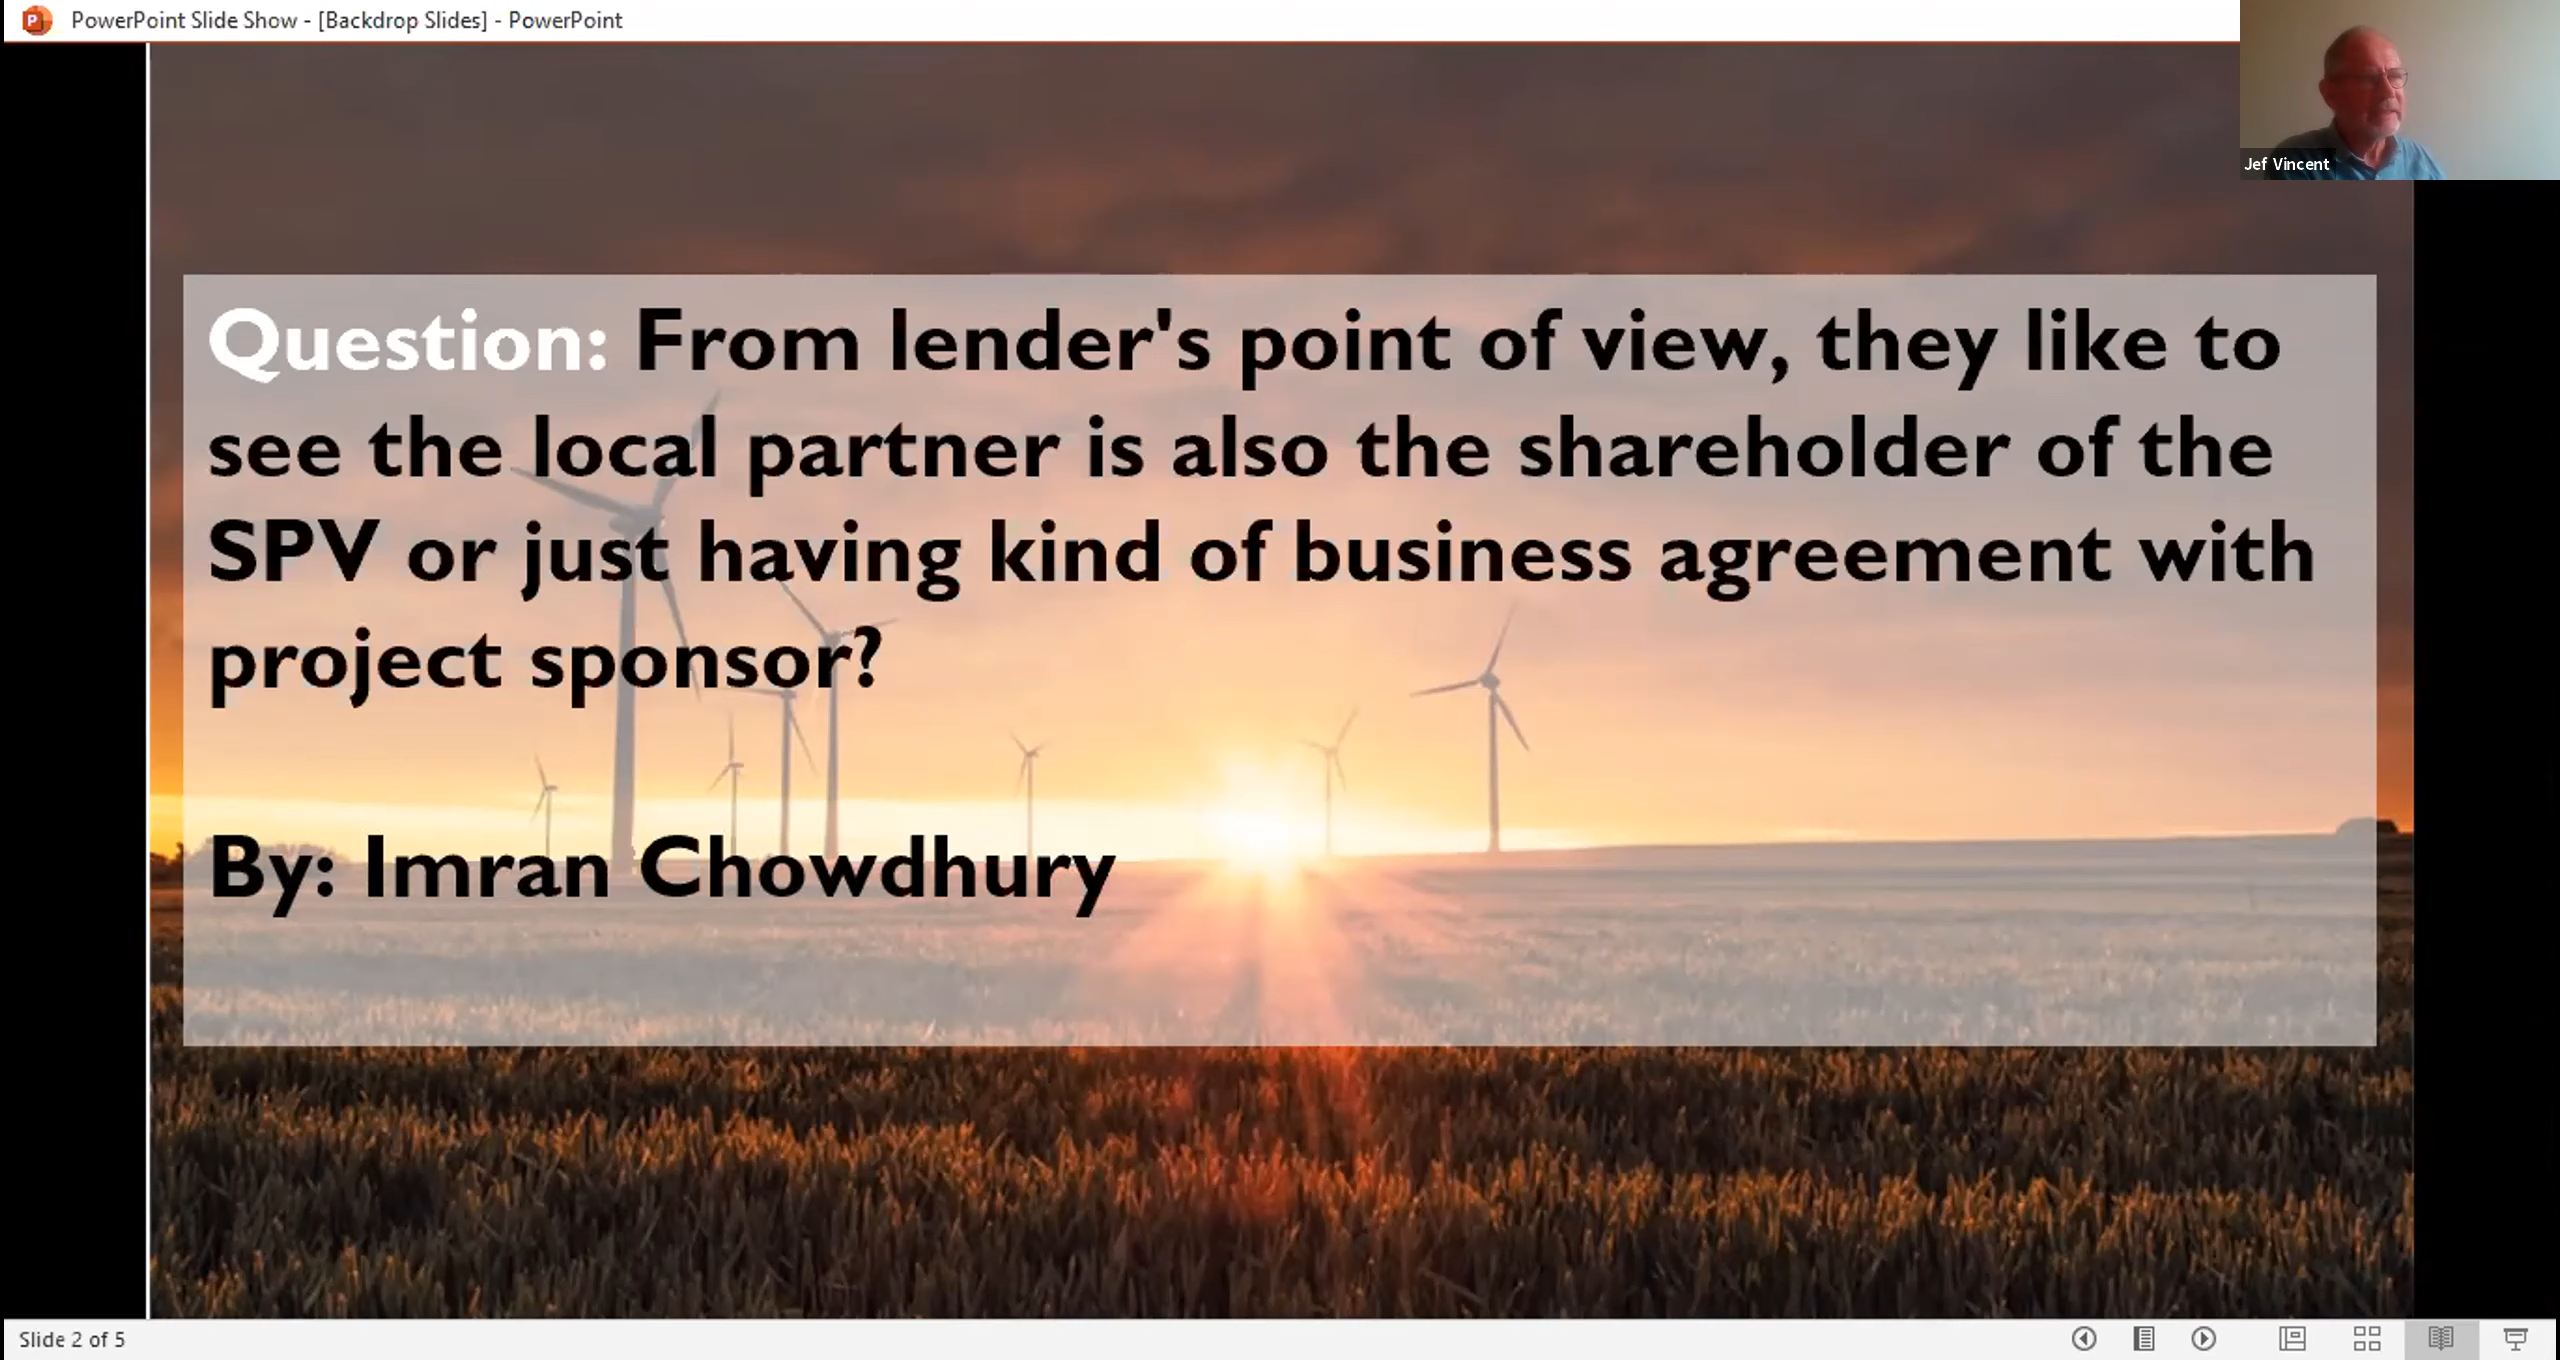 PowerPoint Slide Show - [Backdrop Slides] - PowerPoint
Jef Vincent
Question: From lender's point of view, they like to
see the local partner is also the shareholder of the
SPV or just having kind of business agreement with
project sponsor?
By: Imran Chowdhury
Slide 2 of 5